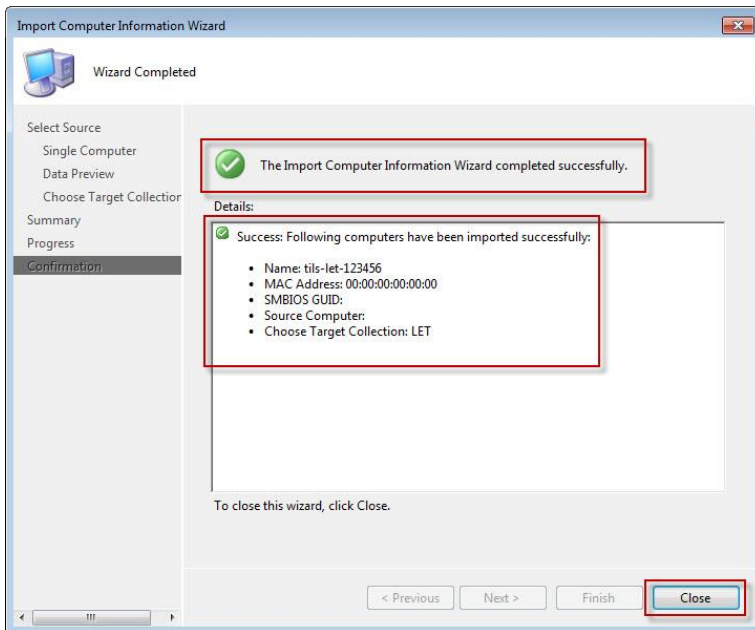 Import Computer Information Wizard
Wizard Completed
Select Source
Single Computer
Data Preview
Choose Target Collection
Summary
Progress
Confirmation
The Import Computer Information Wizard completed successfully.
Details:
Success: Following computers have been imported successfully:
• Name: tils-let-123456
• MAC Address: 00:00:00:00:00:00
• SMBIOS GUID:
• Source Computer:
• Choose Target Collection: LET
To close this wizard, click Close.
< Previous Next > Finish Close